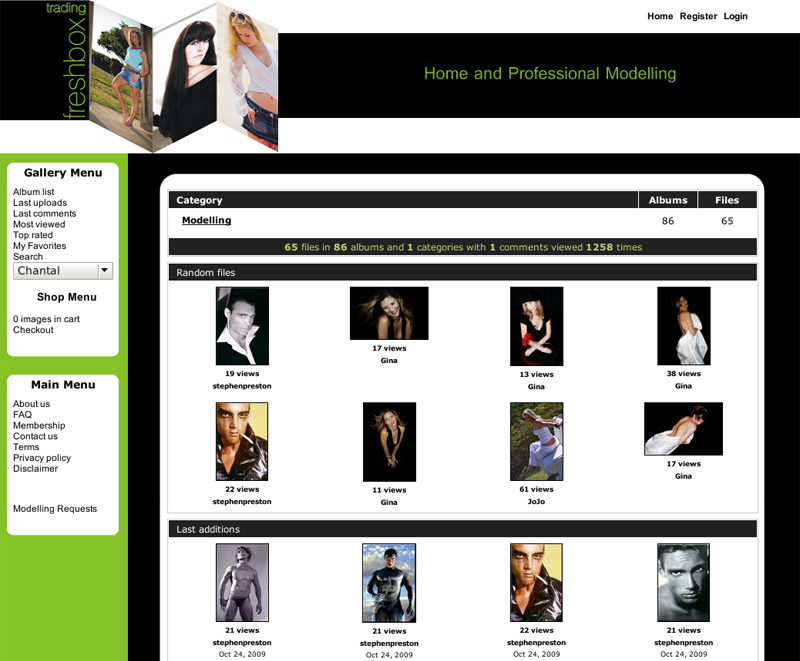 trading
freshbox
Home Register Login
Home and Professional Modelling
Gallery Menu
Album list
Last uploads
Last comments
Most viewed
Top rated
My Favorites
Search
Chantal
Shop Menu
0 images in cart
Checkout
Main Menu
About us
FAQ
Membership
Contact us
Terms
Privacy policy
Disclaimer
Modelling Requests
Category Albums Files
Modelling 86 65
65 files in 86 albums and 1 categories with 1 comments viewed 1258 times
Random files
19 views 17 views 13 views 38 views
stephenpreston Gina Gina Gina
22 views 11 views 61 views 17 views
stephenpreston Gina JoJo Gina
Last additions
21 views 21 views 22 views 21 views
stephenpreston stephenpreston stephenpreston stephenpreston
Oct 24, 2009 Oct 24, 2009 Oct 24, 2009 Oct 24, 2009